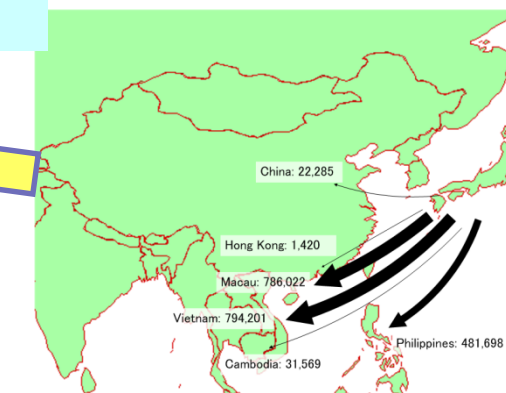 China: 22,285
Hong Kong: 1,420
Macau: 786,022
Vietnam: 794,201
Philippines: 481,698
Cambodia: 31,569